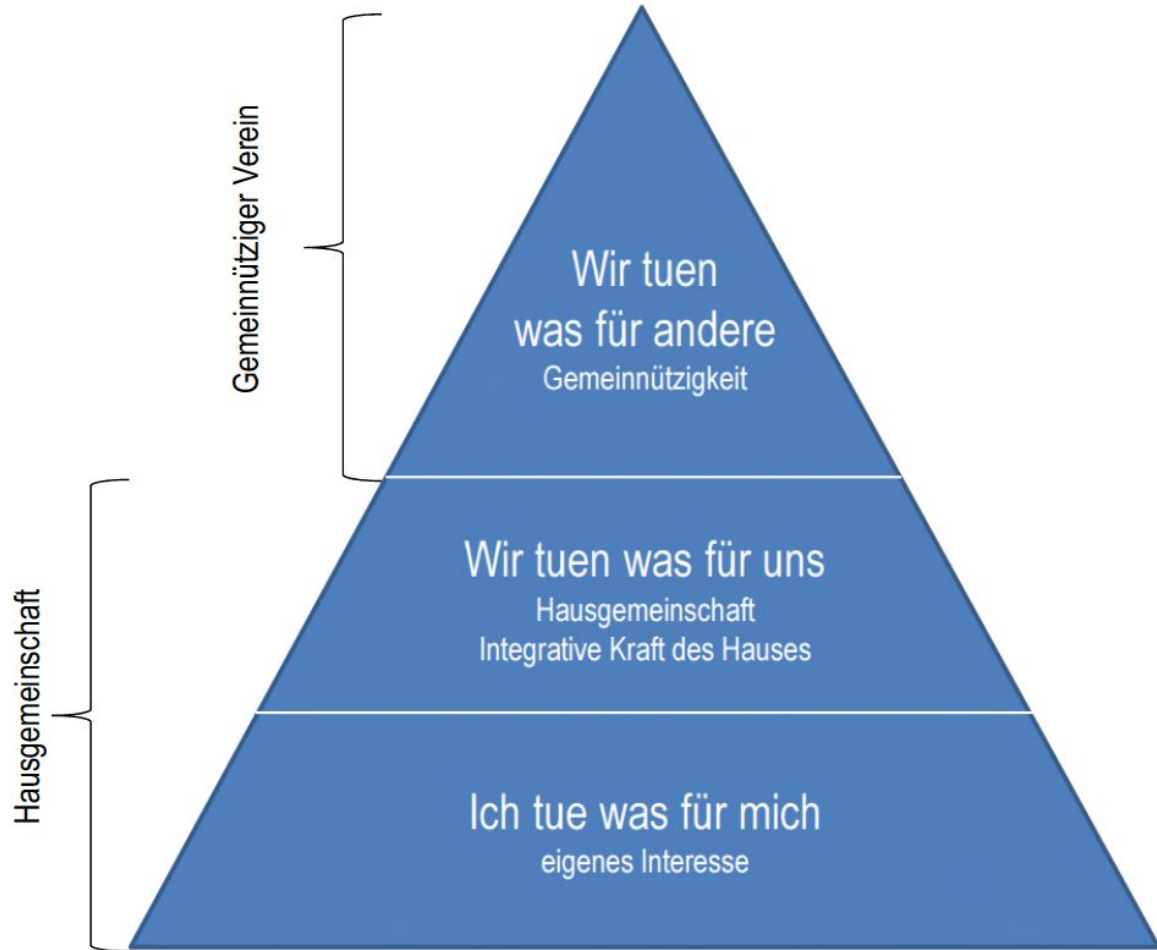 Gemeinnütziger Verein
Wir tuen
was für andere
Gemeinnützigkeit
Hausgemeinschaft
Wir tuen was für uns
Hausgemeinschaft
Integrative Kraft des Hauses
Ich tue was für mich
eigenes Interesse